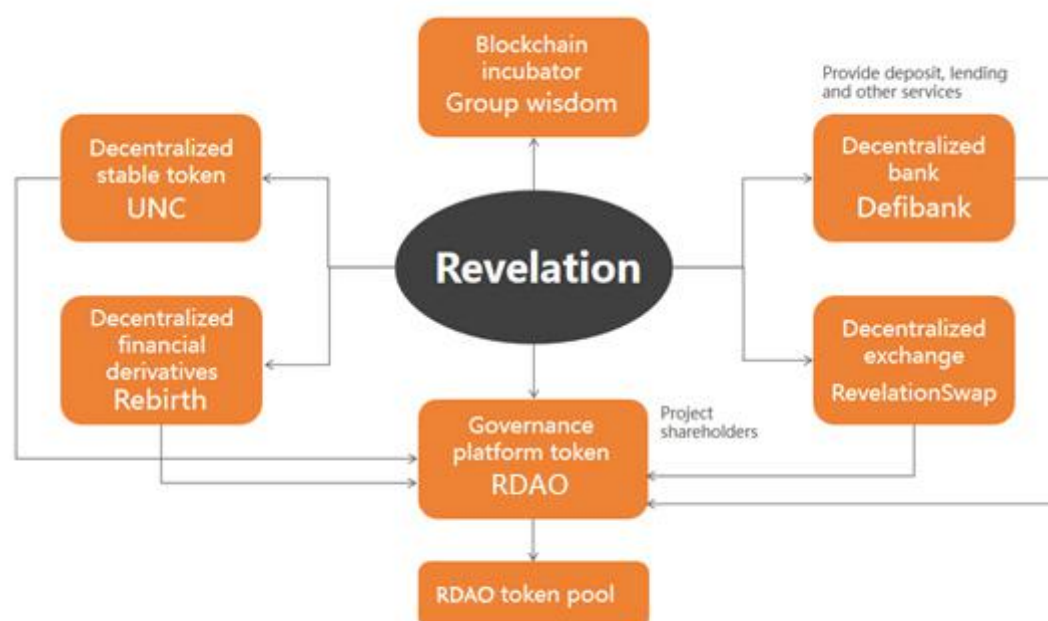 Blockchain
incubator
Group wisdom
Provide deposit, lending
and other services
Decentralized
stable token
UNC
Decentralized
bank
Defibank
Revelation
Decentralized
financial
derivatives
Rebirth
Decentralized
exchange
RevelationSwap
Governance
platform token
RDAO
Project
shareholders
RDAO token pool